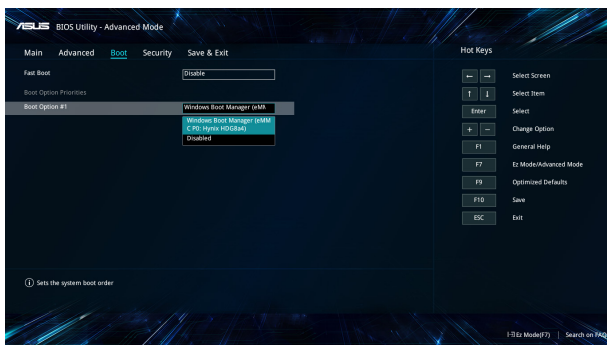 ASUS BIOS Utility - Advanced Mode
Main Advanced Boot Security Save & Exit
Fast Boot Disable
Boot Option Priorities
Boot Option #1 Windows Boot Manager (eMM
Windows Boot Manager (eMM
C P0: Hynix HDG8a4)
Disabled
Sets the system boot order
Hot Keys
← → Select Screen
↑ ↓ Select Item
Enter Select
+ − Change Option
F1 General Help
F7 Ez Mode/Advanced Mode
F9 Optimized Defaults
F10 Save
ESC Exit
Ez Mode(F7) | Search on FAQ